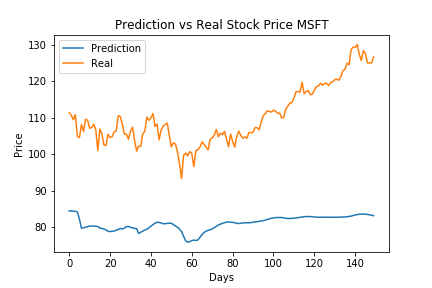 Prediction vs Real Stock Price MSFT
Prediction
Real
Price
130
120
110
100
90
80
0 20 40 60 80 100 120 140
Days